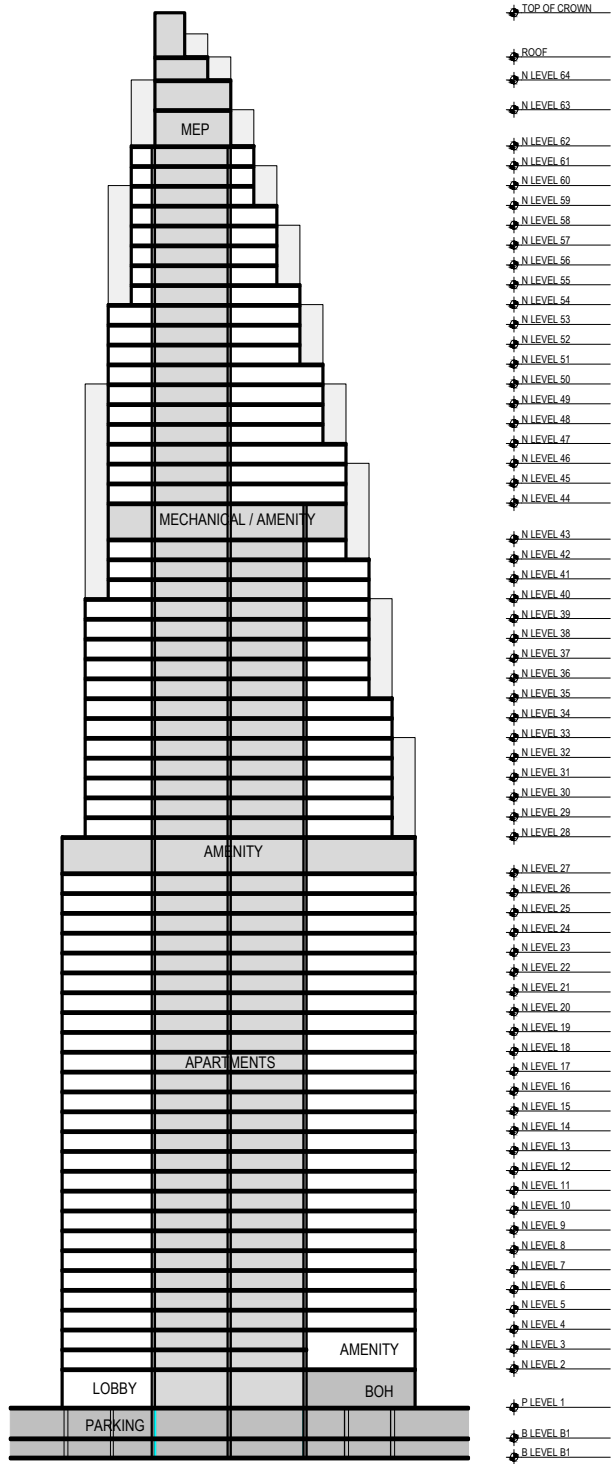 TOP OF CROWN
ROOF
N LEVEL 64
N LEVEL 63
MEP
N LEVEL 62
N LEVEL 61
N LEVEL 60
N LEVEL 59
N LEVEL 58
N LEVEL 57
N LEVEL 56
N LEVEL 55
N LEVEL 54
N LEVEL 53
N LEVEL 52
N LEVEL 51
N LEVEL 50
N LEVEL 49
N LEVEL 48
N LEVEL 47
N LEVEL 46
N LEVEL 45
N LEVEL 44
MECHANICAL / AMENITY
N LEVEL 43
N LEVEL 42
N LEVEL 41
N LEVEL 40
N LEVEL 39
N LEVEL 38
N LEVEL 37
N LEVEL 36
N LEVEL 35
N LEVEL 34
N LEVEL 33
N LEVEL 32
N LEVEL 31
N LEVEL 30
N LEVEL 29
N LEVEL 28
AMENITY
N LEVEL 27
N LEVEL 26
N LEVEL 25
N LEVEL 24
N LEVEL 23
N LEVEL 22
N LEVEL 21
N LEVEL 20
N LEVEL 19
N LEVEL 18
APARTMENTS
N LEVEL 17
N LEVEL 16
N LEVEL 15
N LEVEL 14
N LEVEL 13
N LEVEL 12
N LEVEL 11
N LEVEL 10
N LEVEL 9
N LEVEL 8
N LEVEL 7
N LEVEL 6
N LEVEL 5
N LEVEL 4
AMENITY
N LEVEL 3
N LEVEL 2
LOBBY
BOH
P LEVEL 1
PARKING
B LEVEL B1
B LEVEL B1